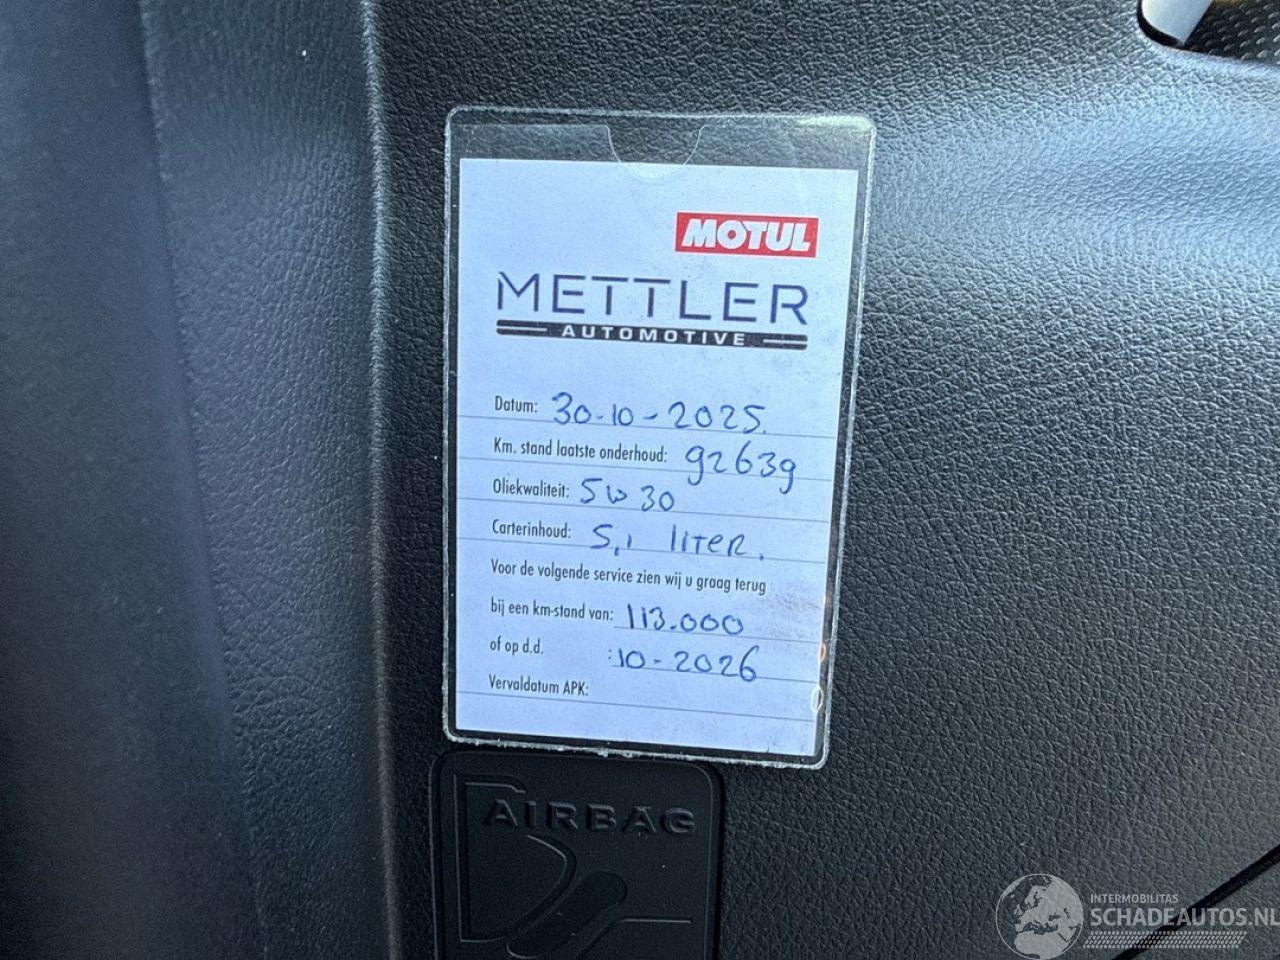 MOTUL
METTLER
AUTOMOTIVE
Datum: 30-10-2025.
Km. stand laatste onderhoud: 92639
Oliekwaliteit: 5w30
Carterinhoud: 5,1 liter.
Voor de volgende service zien wij u graag terug
bij een km-stand van: 113.000
of op d.d. :10-2026
Vervaldatum APK:
AIRBAG
INTERMOBILITAS
SCHADEAUTOS.NL